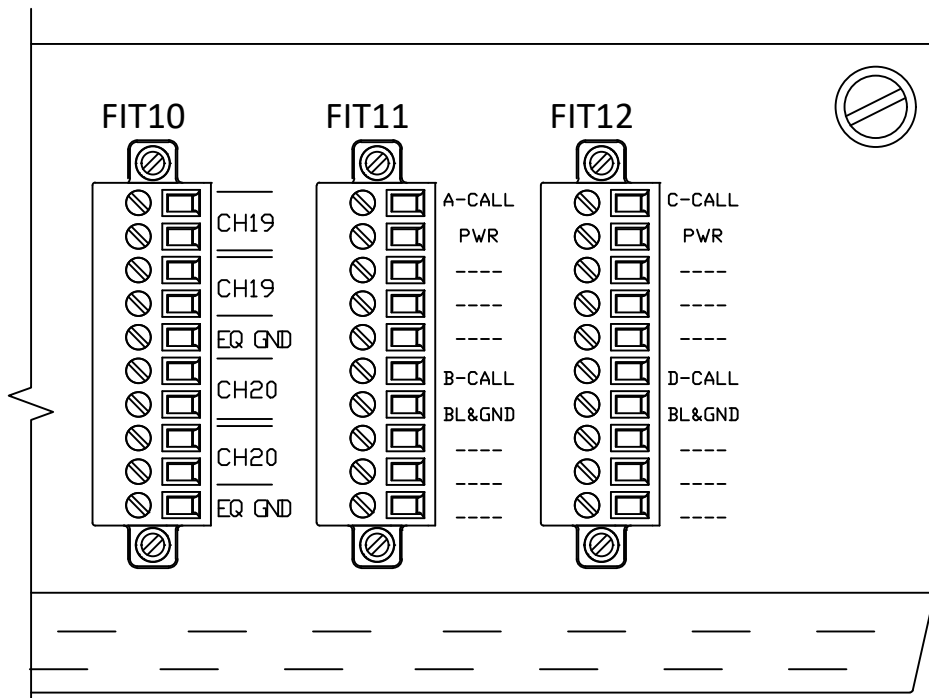 FIT10
CH19
CH19
EQ GND
CH20
CH20
EQ GND
FIT11
A-CALL
PWR
----
----
----
B-CALL
BL&GND
----
----
----
FIT12
C-CALL
PWR
----
----
----
D-CALL
BL&GND
----
----
----